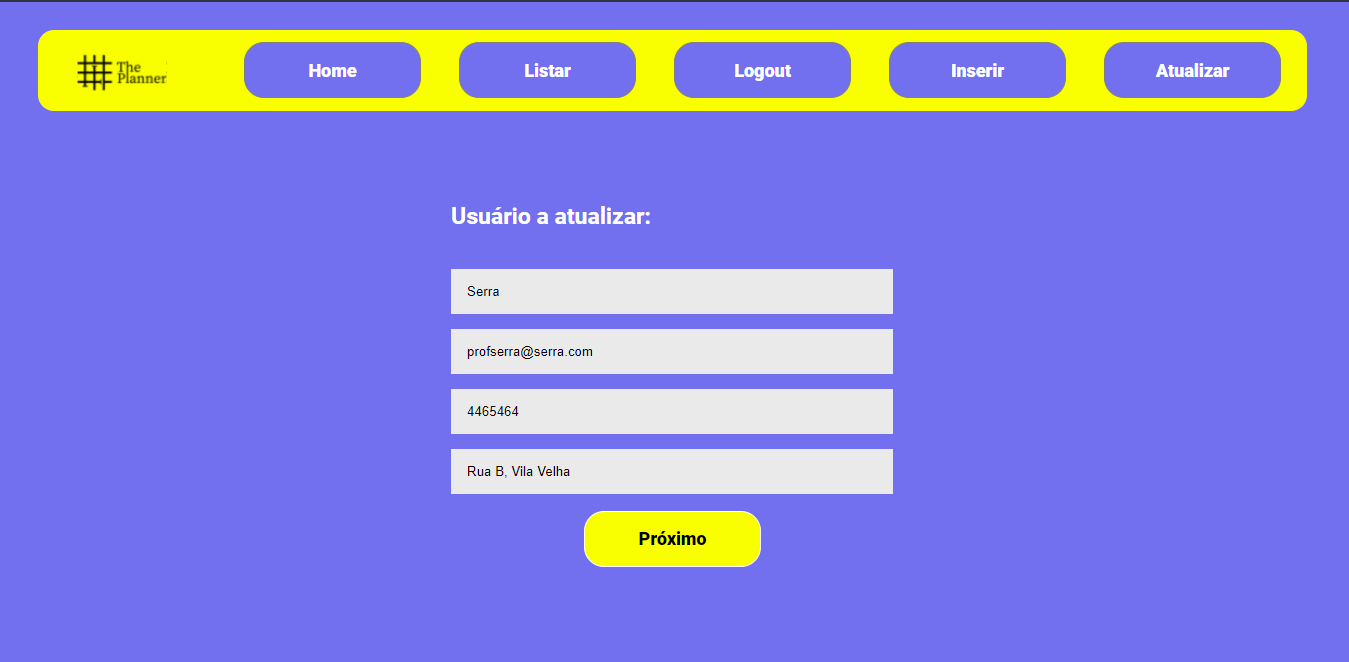 The
Planner
Home
Listar
Logout
Inserir
Atualizar
Usuário a atualizar:
Serra
profserra@serra.com
4465464
Rua B, Vila Velha
Próximo